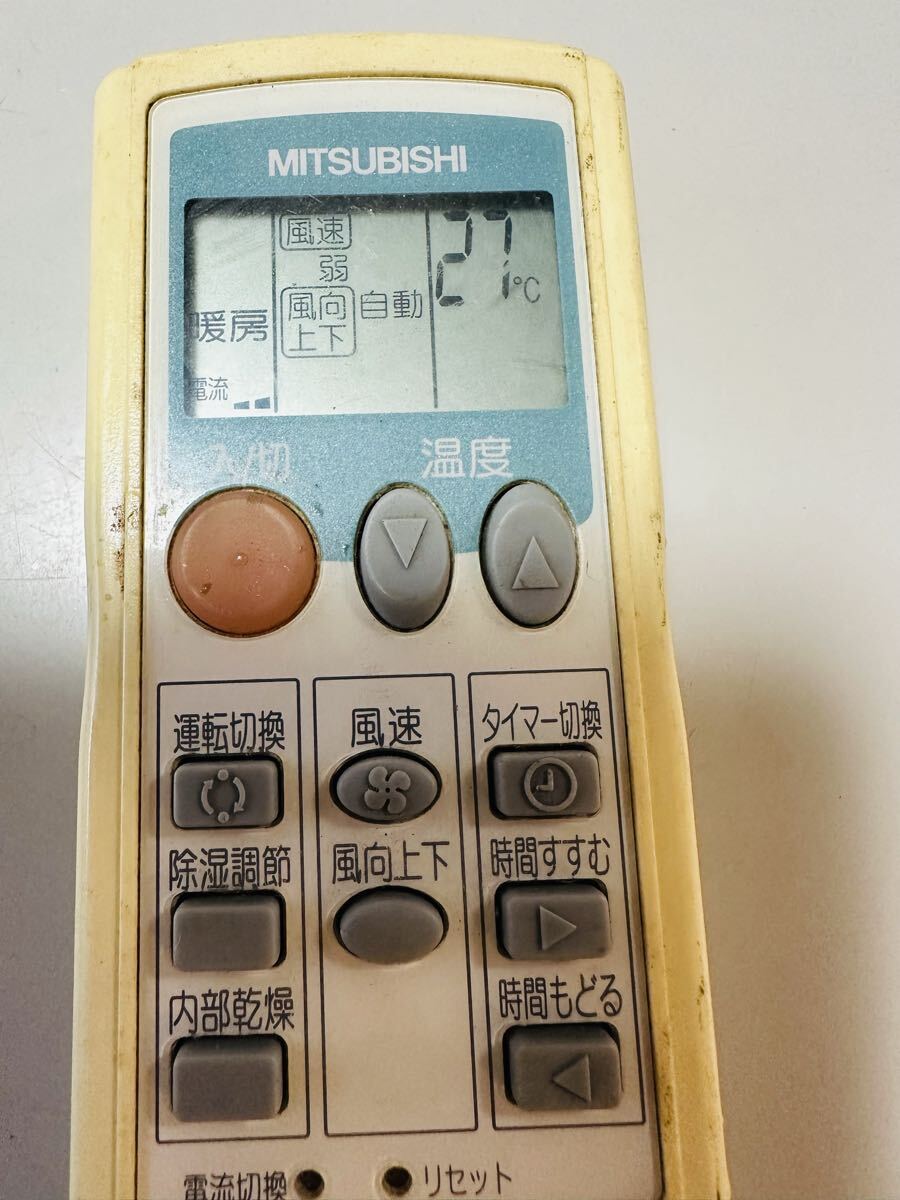 MITSUBISHI
風速
弱
風向
上下
自動
暖房
電流
27℃
入/切
温度
運転切換
風速
タイマー切換
除湿調節
風向上下
時間すすむ
内部乾燥
時間もどる
電流切換
リセット